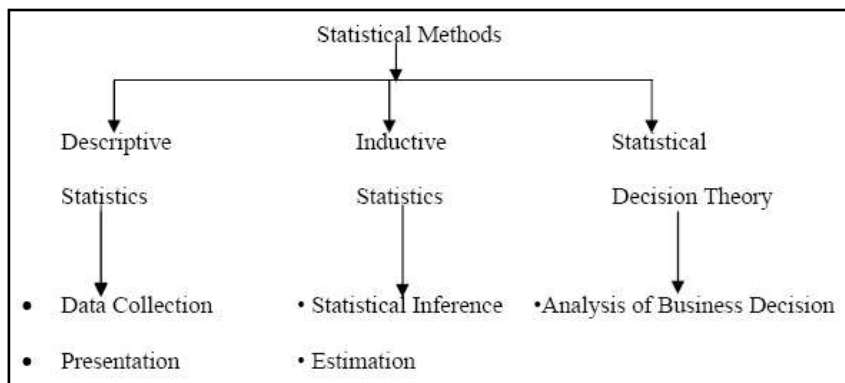 Statistical Methods
Descriptive Inductive Statistical
Statistics Statistics Decision Theory
• Data Collection • Statistical Inference •Analysis of Business Decision
• Presentation • Estimation